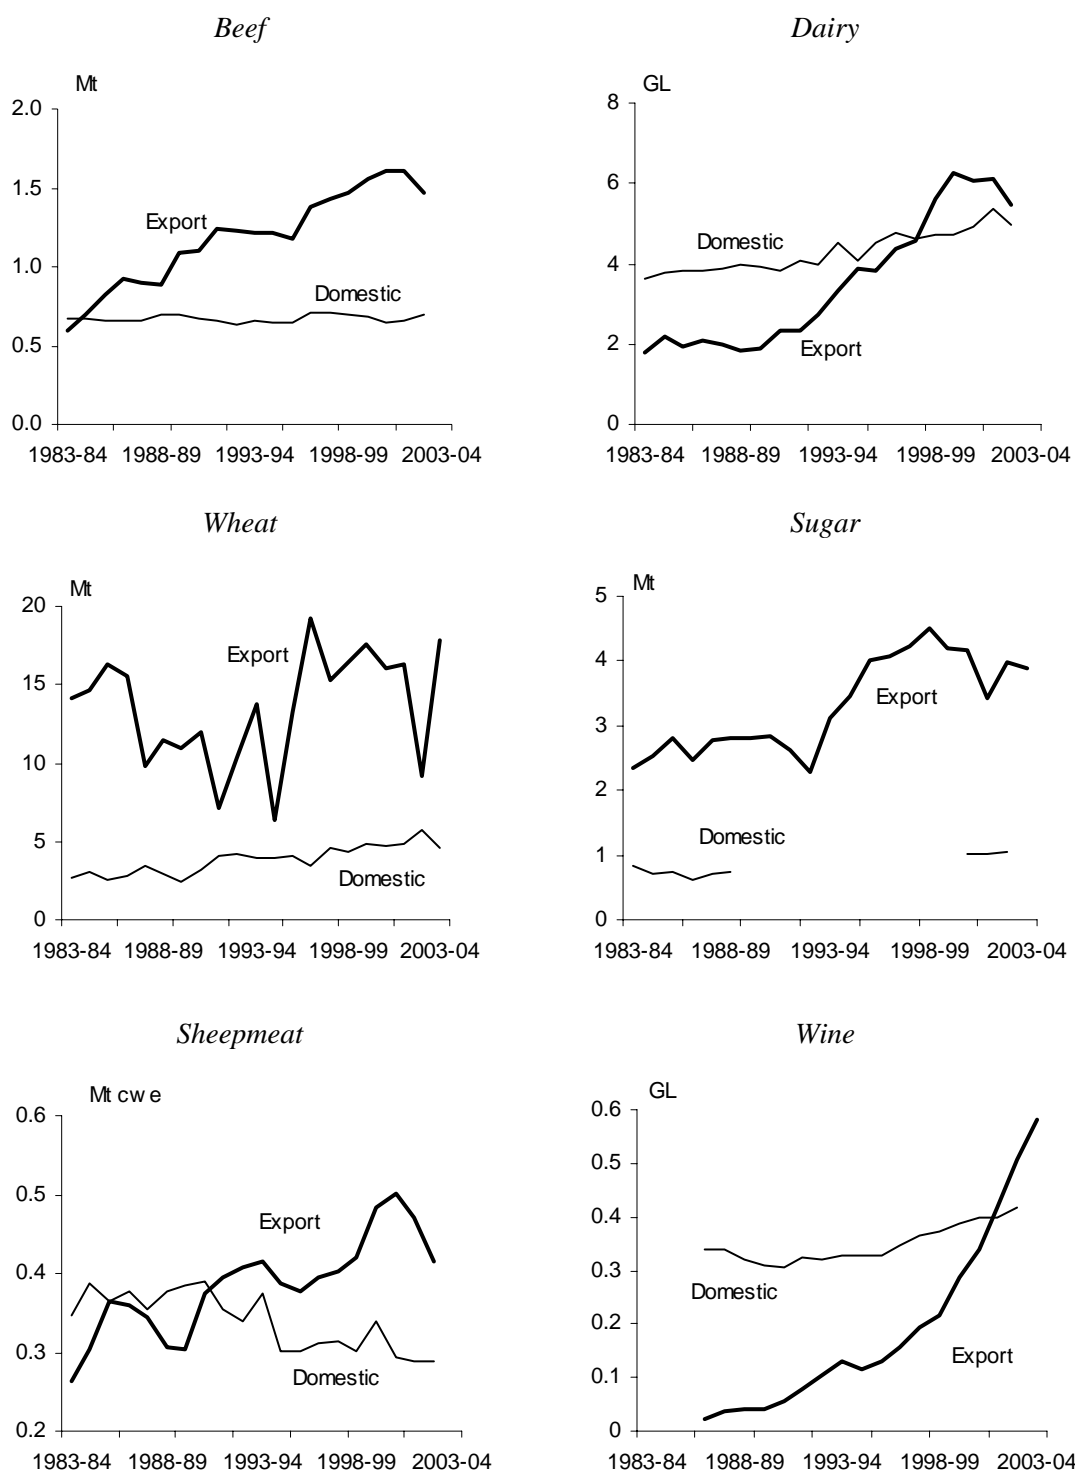 Beef
Mt
2.0
1.5
1.0
0.5
0.0
Export
Domestic
1983-84 1988-89 1993-94 1998-99 2003-04
Dairy
GL
8
6
4
2
0
Domestic
Export
1983-84 1988-89 1993-94 1998-99 2003-04
Wheat
Mt
20
15
10
5
0
Export
Domestic
1983-84 1988-89 1993-94 1998-99 2003-04
Sugar
Mt
5
4
3
2
1
0
Export
Domestic
1983-84 1988-89 1993-94 1998-99 2003-04
Sheepmeat
Mt cwe
0.6
0.5
0.4
0.3
0.2
Export
Domestic
1983-84 1988-89 1993-94 1998-99 2003-04
Wine
GL
0.6
0.5
0.4
0.3
0.2
0.1
0
Domestic
Export
1983-84 1988-89 1993-94 1998-99 2003-04